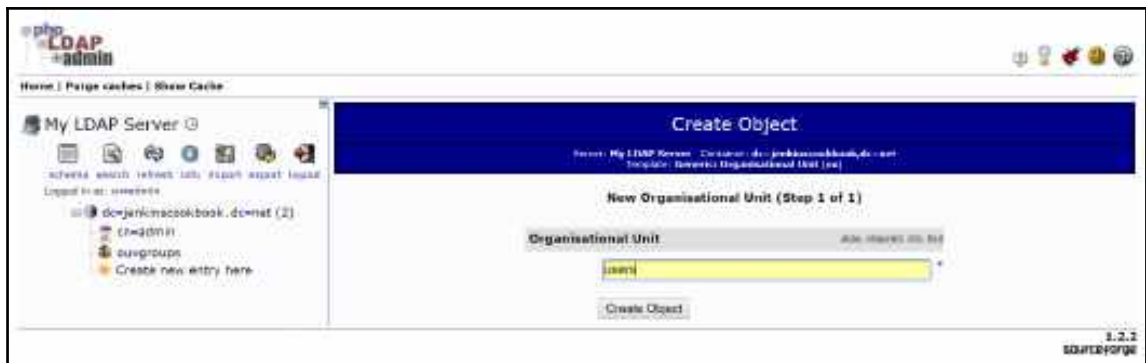 php
LDAP
admin
Home | Purge caches | Show Cache
My LDAP Server
schema search refresh info import export logout
Logged in as:
dc=jenkinscookbook,dc=net (2)
cn=admin
ou=groups
Create new entry here
Create Object
Server: My LDAP Server Container: dc=jenkinscookbook,dc=net
Template: Generic: Organisational Unit (ou)
New Organisational Unit (Step 1 of 1)
Organisational Unit
users
*
Create Object
1.2.2
sourceforge